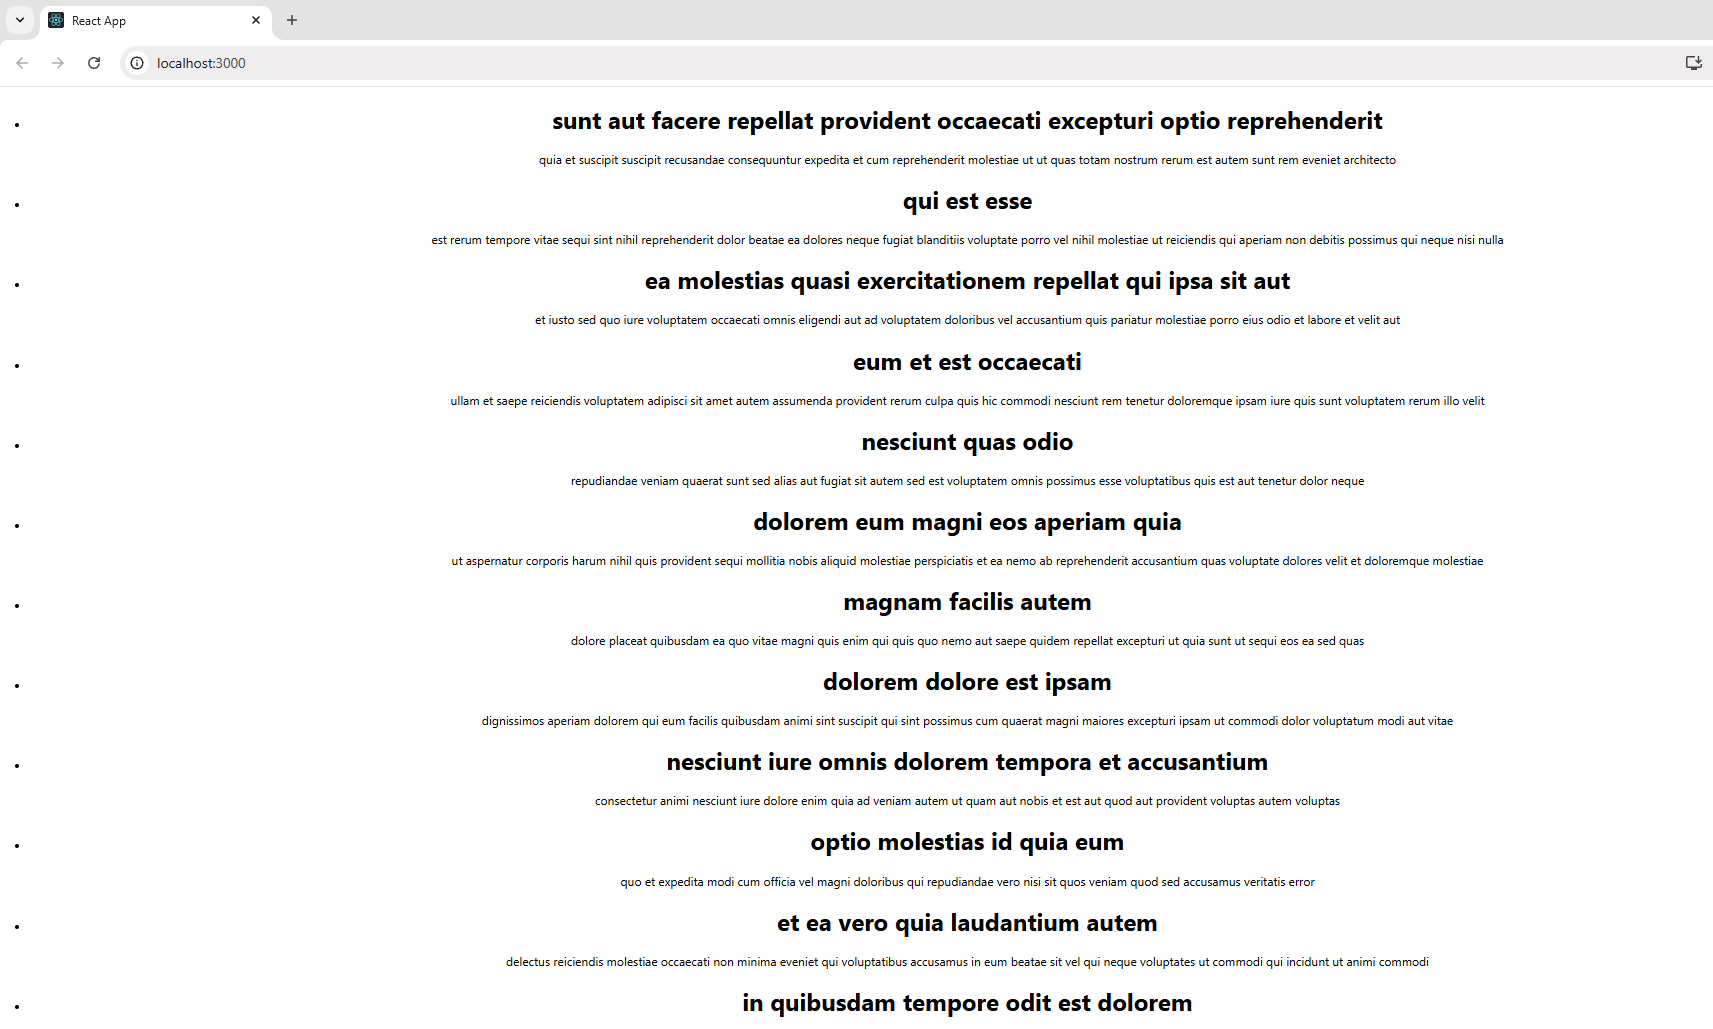 React App
localhost:3000
sunt aut facere repellat provident occaecati excepturi optio reprehenderit
quia et suscipit suscipit recusandae consequuntur expedita et cum reprehenderit molestiae ut ut quas totam nostrum rerum est autem sunt rem eveniet architecto
qui est esse
est rerum tempore vitae sequi sint nihil reprehenderit dolor beatae ea dolores neque fugiat blanditiis voluptate porro vel nihil molestiae ut reiciendis qui aperiam non debitis possimus qui neque nisi nulla
ea molestias quasi exercitationem repellat qui ipsa sit aut
et iusto sed quo iure voluptatem occaecati omnis eligendi aut ad voluptatem doloribus vel accusantium quis pariatur molestiae porro eius odio et labore et velit aut
eum et est occaecati
ullam et saepe reiciendis voluptatem adipisci sit amet autem assumenda provident rerum culpa quis hic commodi nesciunt rem tenetur doloremque ipsam iure quis sunt voluptatem rerum illo velit
nesciunt quas odio
repudiandae veniam quaerat sunt sed alias aut fugiat sit autem sed est voluptatem omnis possimus esse voluptatibus quis est aut tenetur dolor neque
dolorem eum magni eos aperiam quia
ut aspernatur corporis harum nihil quis provident sequi mollitia nobis aliquid molestiae perspiciatis et ea nemo ab reprehenderit accusantium quas voluptate dolores velit et doloremque molestiae
magnam facilis autem
dolore placeat quibusdam ea quo vitae magni quis enim qui quis quo nemo aut saepe quidem repellat excepturi ut quia sunt ut sequi eos ea sed quas
dolorem dolore est ipsam
dignissimos aperiam dolorem qui eum facilis quibusdam animi sint suscipit qui sint possimus cum quaerat magni maiores excepturi ipsam ut commodi dolor voluptatum modi aut vitae
nesciunt iure omnis dolorem tempora et accusantium
consectetur animi nesciunt iure dolore enim quia ad veniam autem ut quam aut nobis et est aut quod aut provident voluptas autem voluptas
optio molestias id quia eum
quo et expedita modi cum officia vel magni doloribus qui repudiandae vero nisi sit quos veniam quod sed accusamus veritatis error
et ea vero quia laudantium autem
delectus reiciendis molestiae occaecati non minima eveniet qui voluptatibus accusamus in eum beatae sit vel qui neque voluptates ut commodi qui incidunt ut animi commodi
in quibusdam tempore odit est dolorem